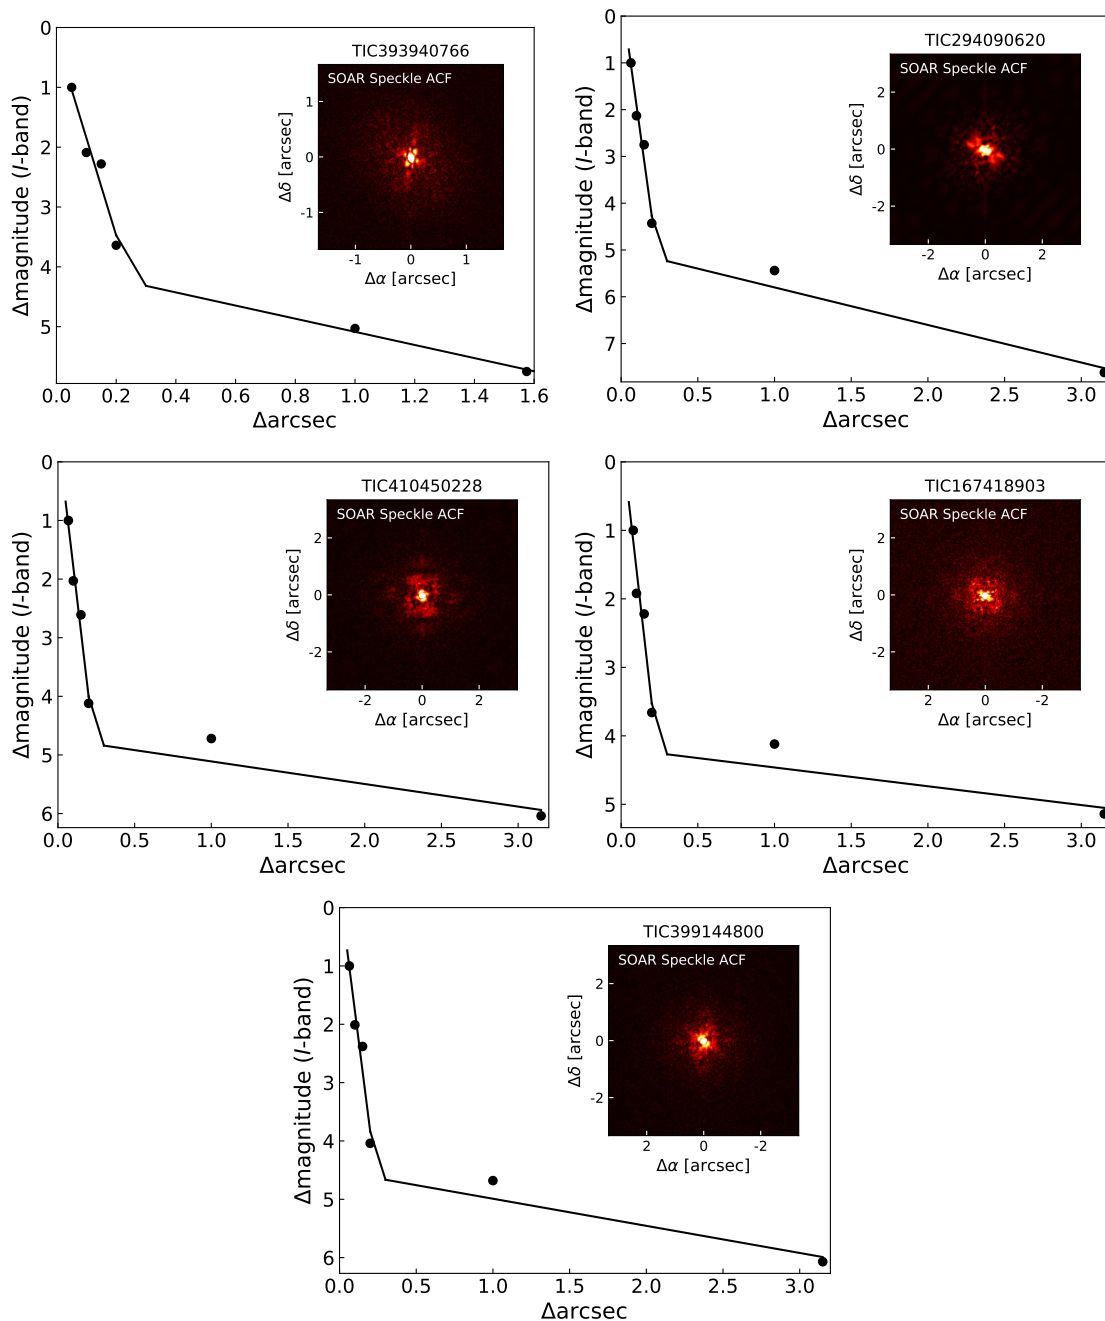 TIC393940766
SOAR Speckle ACF
Δmagnitude (I-band)
0
1
2
3
4
5
0.0 0.2 0.4 0.6 0.8 1.0 1.2 1.4 1.6
Δarcsec
Δδ [arcsec]
1
0
-1
-1 0 1
Δα [arcsec]
TIC294090620
SOAR Speckle ACF
Δmagnitude (I-band)
0
1
2
3
4
5
6
7
0.0 0.5 1.0 1.5 2.0 2.5 3.0
Δarcsec
Δδ [arcsec]
2
0
-2
-2 0 2
Δα [arcsec]
TIC410450228
SOAR Speckle ACF
Δmagnitude (I-band)
0
1
2
3
4
5
6
0.0 0.5 1.0 1.5 2.0 2.5 3.0
Δarcsec
Δδ [arcsec]
2
0
-2
-2 0 2
Δα [arcsec]
TIC167418903
SOAR Speckle ACF
Δmagnitude (I-band)
0
1
2
3
4
5
0.0 0.5 1.0 1.5 2.0 2.5 3.0
Δarcsec
Δδ [arcsec]
2
0
-2
2 0 -2
Δα [arcsec]
TIC399144800
SOAR Speckle ACF
Δmagnitude (I-band)
0
1
2
3
4
5
6
0.0 0.5 1.0 1.5 2.0 2.5 3.0
Δarcsec
Δδ [arcsec]
2
0
-2
2 0 -2
Δα [arcsec]